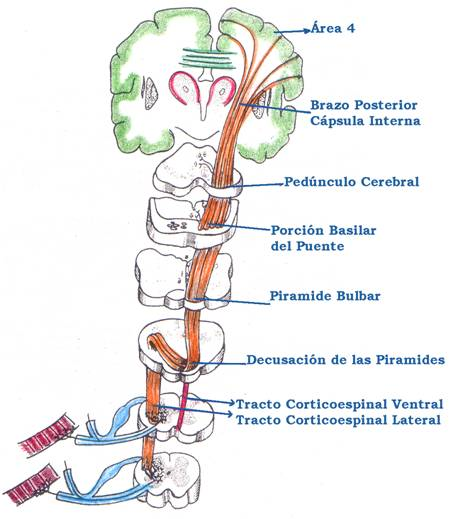 Área 4
Brazo Posterior
Cápsula Interna
Pedúnculo Cerebral
Porción Basilar
del Puente
Piramide Bulbar
Decusación de las Piramides
Tracto Corticoespinal Ventral
Tracto Corticoespinal Lateral